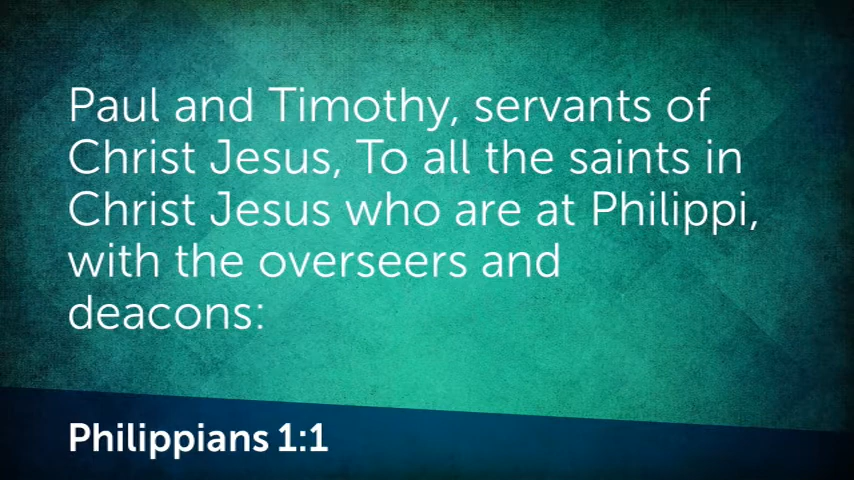 Paul and Timothy, servants of
Christ Jesus, To all the saints in
Christ Jesus who are at Philippi,
with the overseers and
deacons:
Philippians 1:1